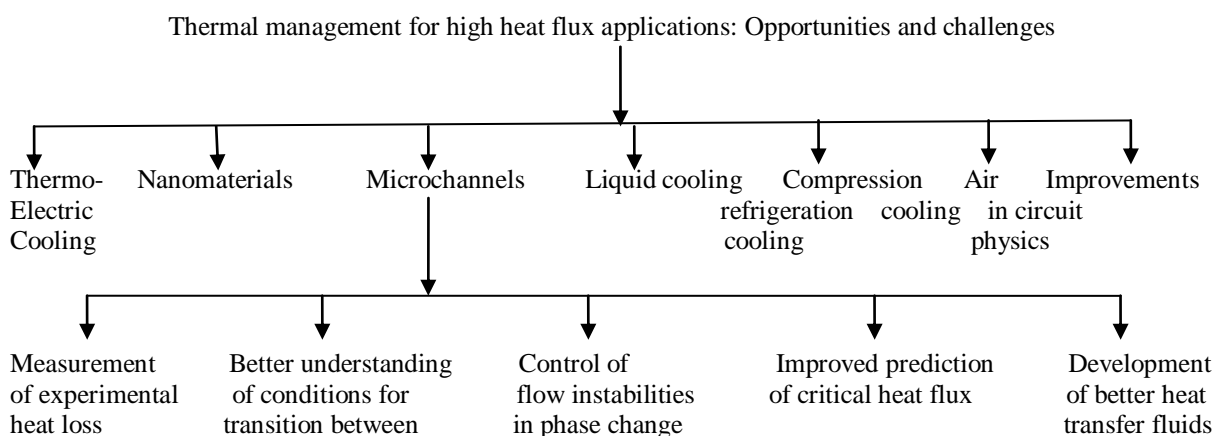 Thermal management for high heat flux applications: Opportunities and challenges
Thermo- Nanomaterials Microchannels Liquid cooling Compression Air Improvements
Electric refrigeration cooling in circuit
Cooling cooling physics
Measurement Better understanding Control of Improved prediction Development
of experimental of conditions for flow instabilities of critical heat flux of better heat
heat loss transition between in phase change transfer fluids